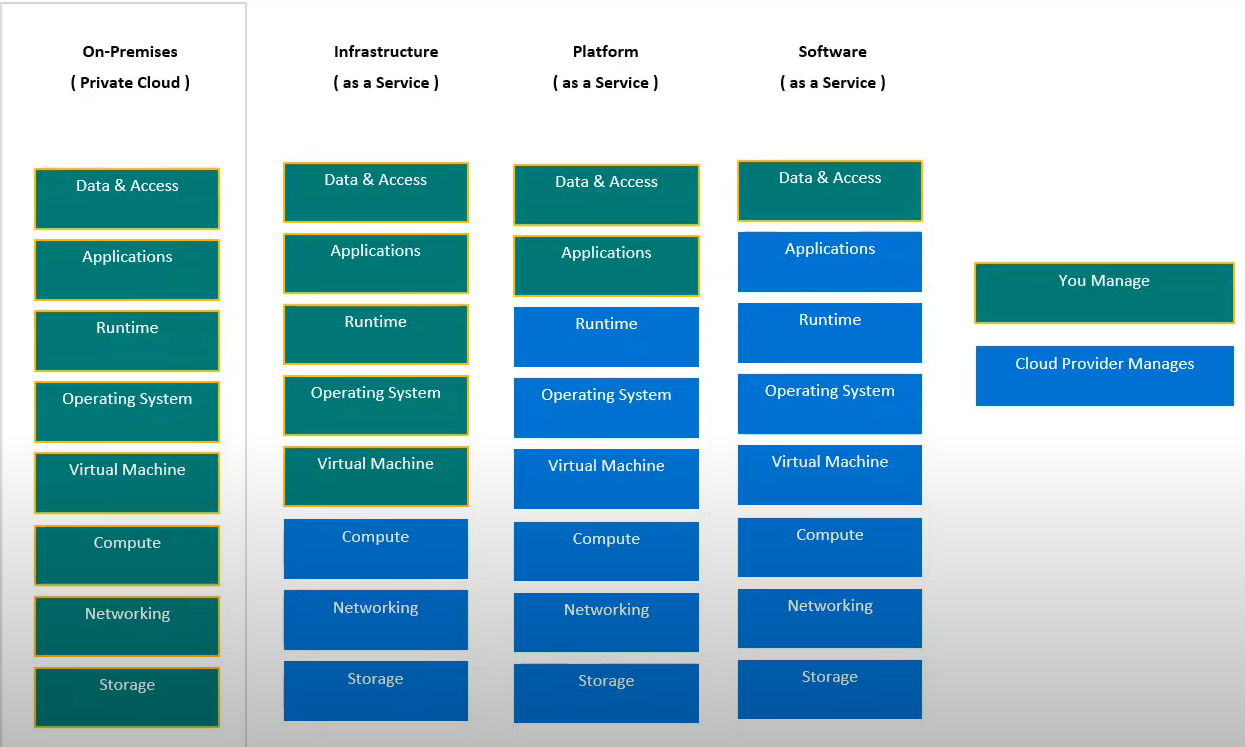 On-Premises
( Private Cloud )
Data & Access
Applications
Runtime
Operating System
Virtual Machine
Compute
Networking
Storage
Infrastructure
( as a Service )
Data & Access
Applications
Runtime
Operating System
Virtual Machine
Compute
Networking
Storage
Platform
( as a Service )
Data & Access
Applications
Runtime
Operating System
Virtual Machine
Compute
Networking
Storage
Software
( as a Service )
Data & Access
Applications
Runtime
Operating System
Virtual Machine
Compute
Networking
Storage
You Manage
Cloud Provider Manages